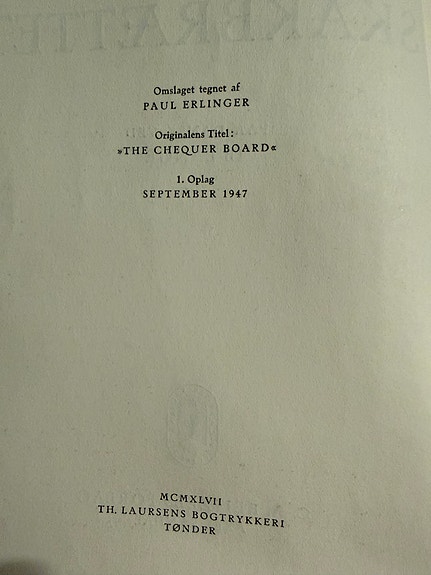 Omslaget tegnet af
PAUL ERLINGER
Originalens Titel:
»THE CHEQUER BOARD«
1. Oplag
SEPTEMBER 1947
MCMXLVII
TH. LAURSENS BOGTRYKKERI
TØNDER